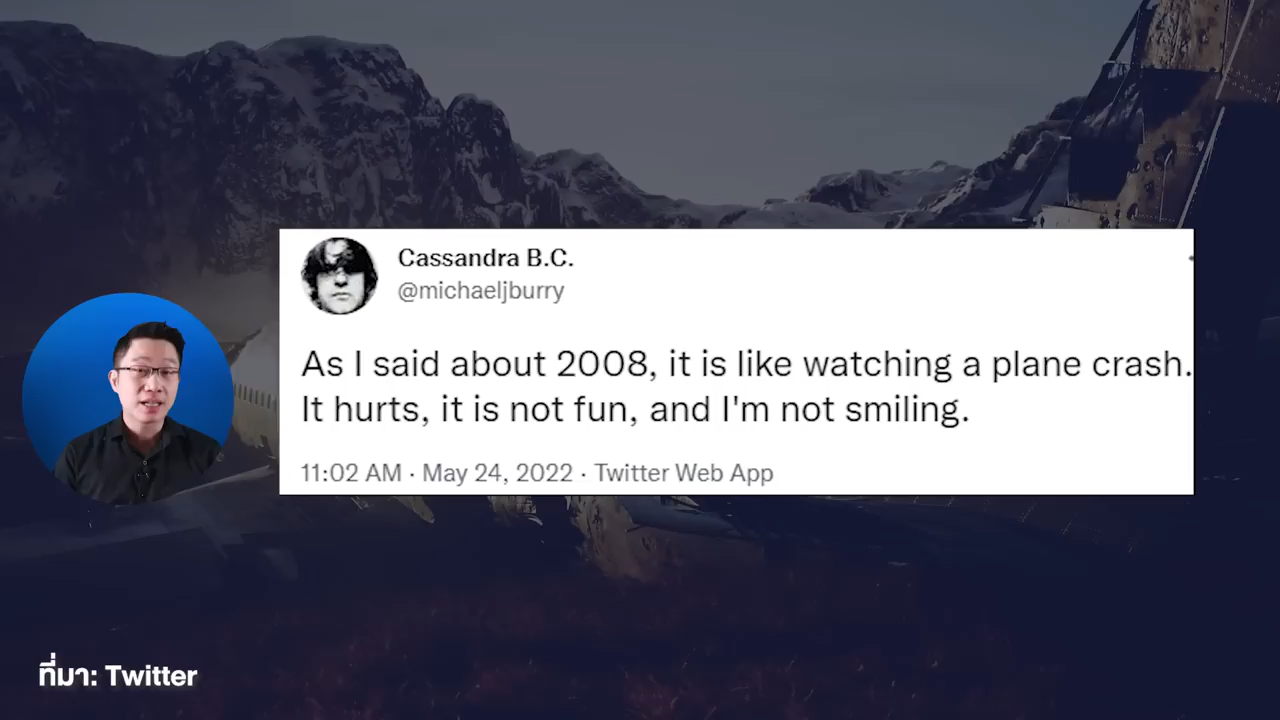 Cassandra B.C.
@michaeljburry
As I said about 2008, it is like watching a plane crash.
It hurts, it is not fun, and I'm not smiling.
11:02 AM · May 24, 2022 · Twitter Web App
ที่มา: Twitter